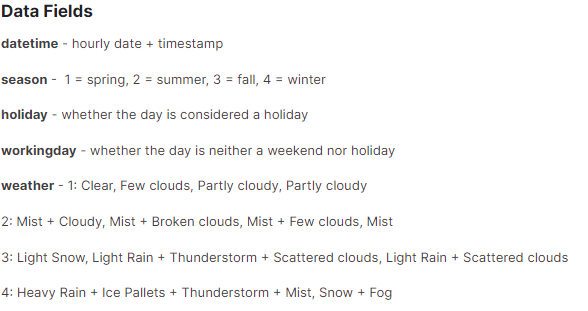 Data Fields
datetime - hourly date + timestamp
season -  1 = spring, 2 = summer, 3 = fall, 4 = winter
holiday - whether the day is considered a holiday
workingday - whether the day is neither a weekend nor holiday
weather - 1: Clear, Few clouds, Partly cloudy, Partly cloudy
2: Mist + Cloudy, Mist + Broken clouds, Mist + Few clouds, Mist
3: Light Snow, Light Rain + Thunderstorm + Scattered clouds, Light Rain + Scattered clouds
4: Heavy Rain + Ice Pallets + Thunderstorm + Mist, Snow + Fog